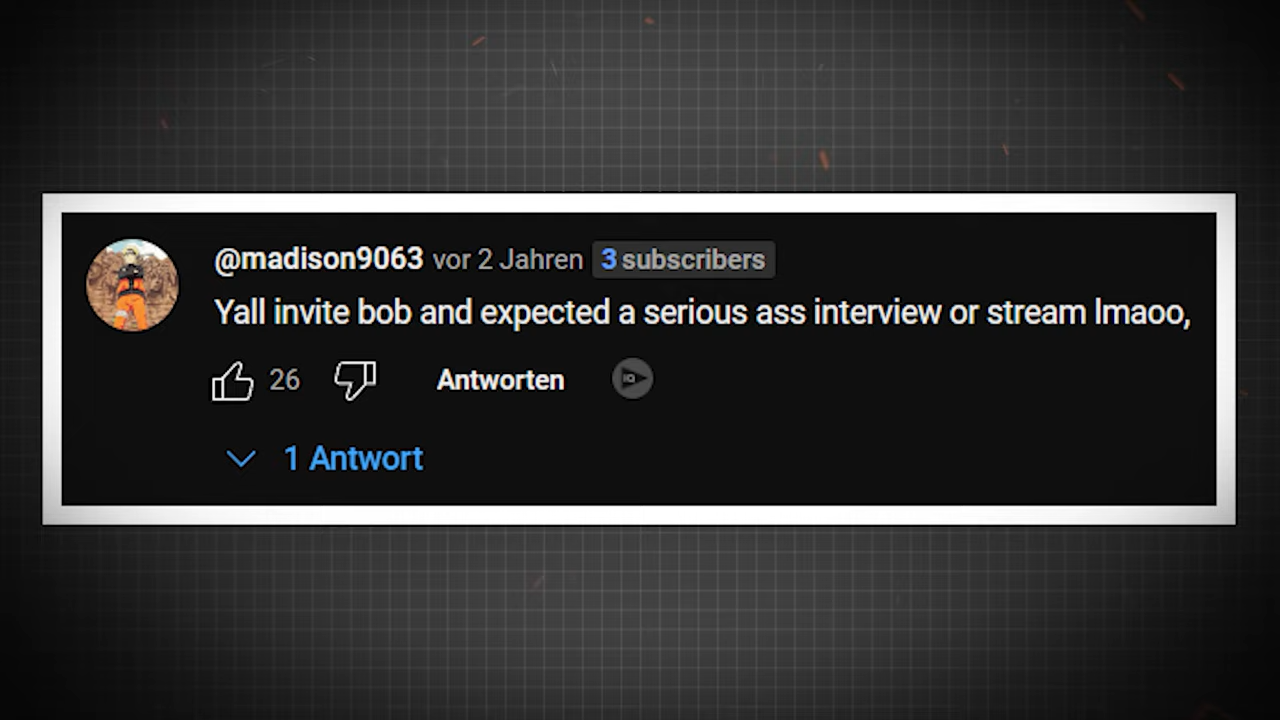 @madison9063 vor 2 Jahren 3 subscribers
Yall invite bob and expected a serious ass interview or stream lmaoo,
26 Antworten IQ
1 Antwort